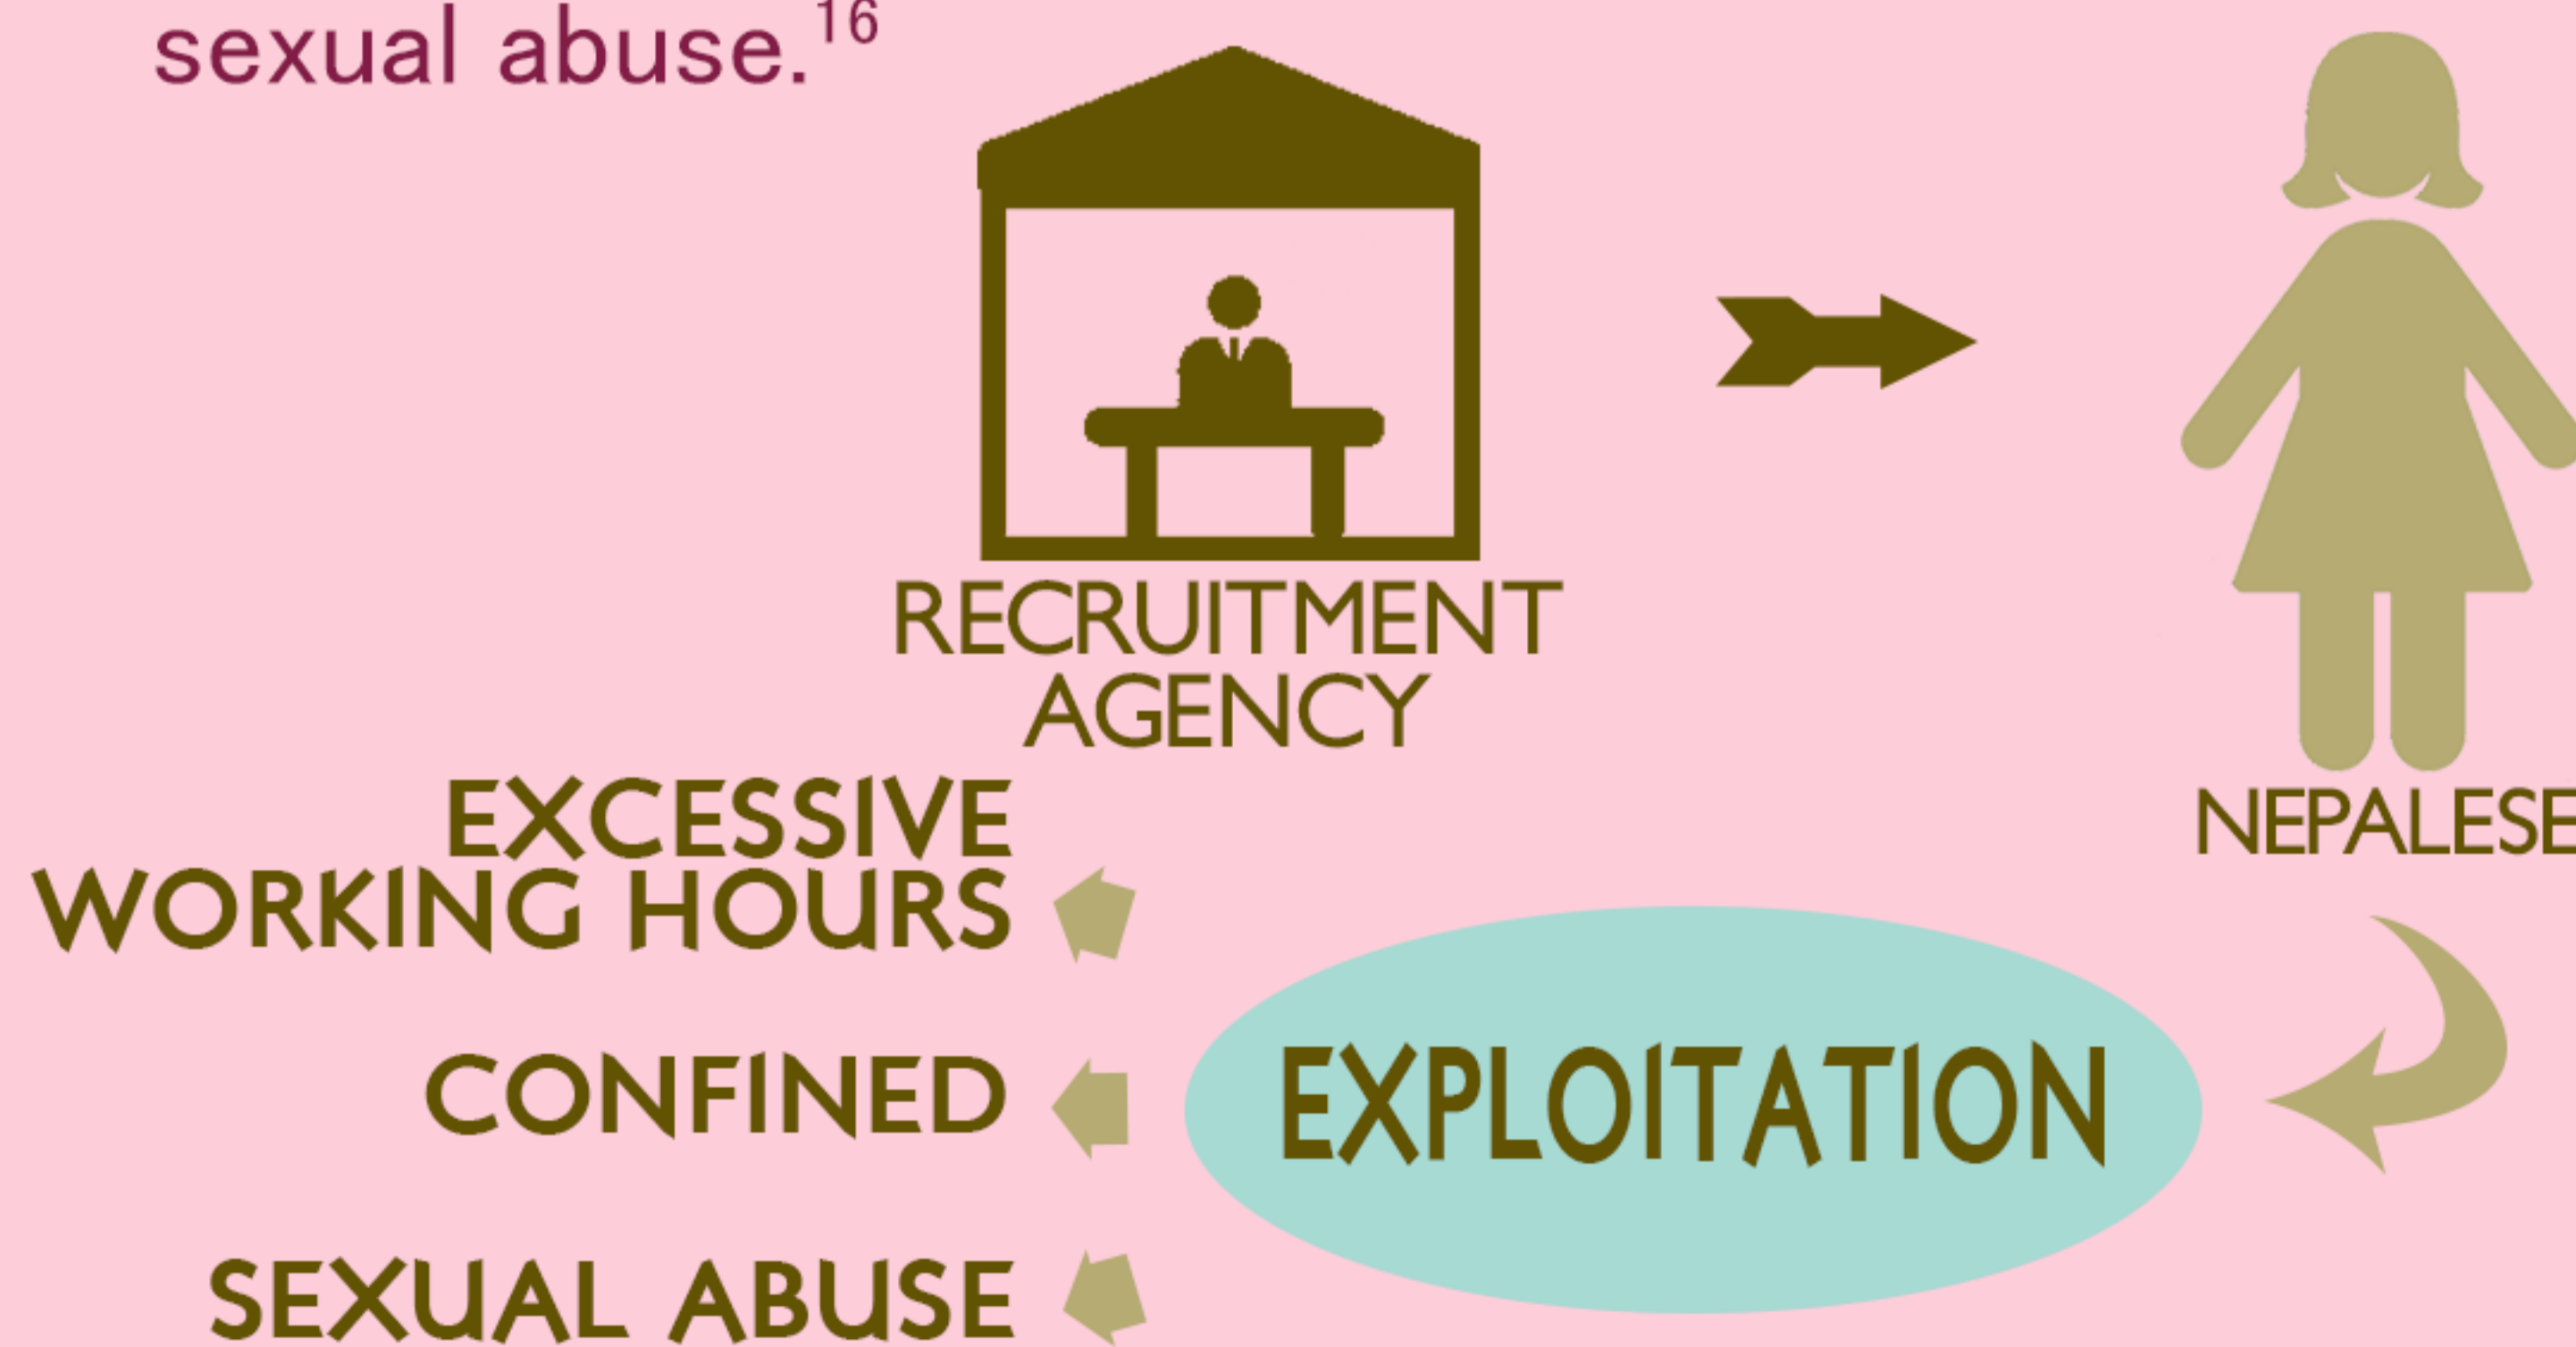 sexual abuse.16
RECRUITMENT
AGENCY
NEPALESE
EXCESSIVE
WORKING HOURS
EXPLOITATION
CONFINED
SEXUAL ABUSE